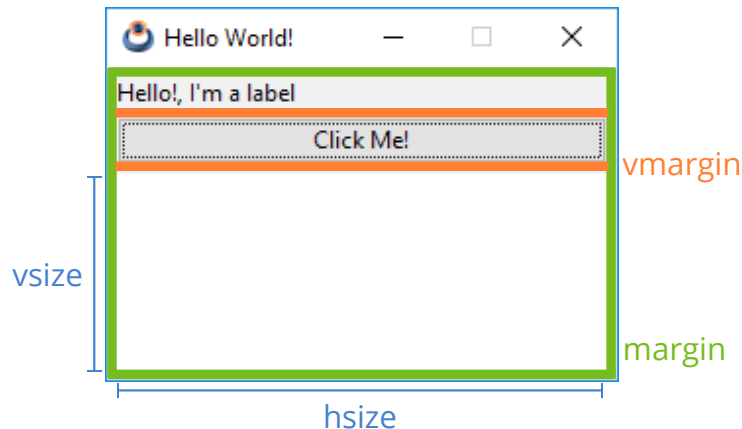 Hello World!
Hello!, I'm a label
Click Me!
vmargin
vsize
margin
hsize